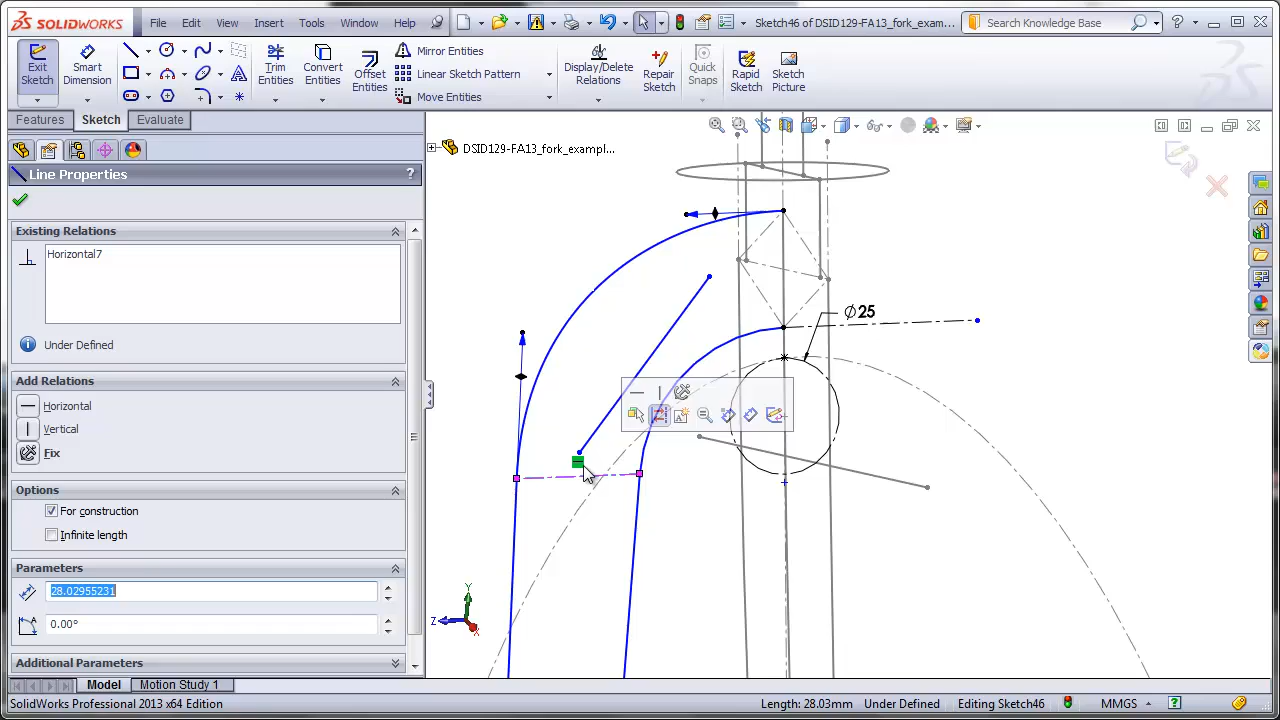 SOLIDWORKS File Edit View Insert Tools Window Help Sketch46 of DSID129-FA13_fork_exam... Search Knowledge Base
Exit Sketch
Smart Dimension
Trim Entities
Convert Entities
Offset Entities
Mirror Entities
Linear Sketch Pattern
Move Entities
Display/Delete Relations
Repair Sketch
Quick Snaps
Rapid Sketch
Sketch Picture
Features Sketch Evaluate
DSID129-FA13_fork_exampl...
Line Properties ?
Existing Relations
Horizontal7
Under Defined
Add Relations
Horizontal
Vertical
Fix
Options
For construction
Infinite length
Parameters
28.02955231
0.00°
Additional Parameters
∅25
Y
Z
X
Model Motion Study 1
SolidWorks Professional 2013 x64 Edition Length: 28.03mm Under Defined Editing Sketch46 MMGS